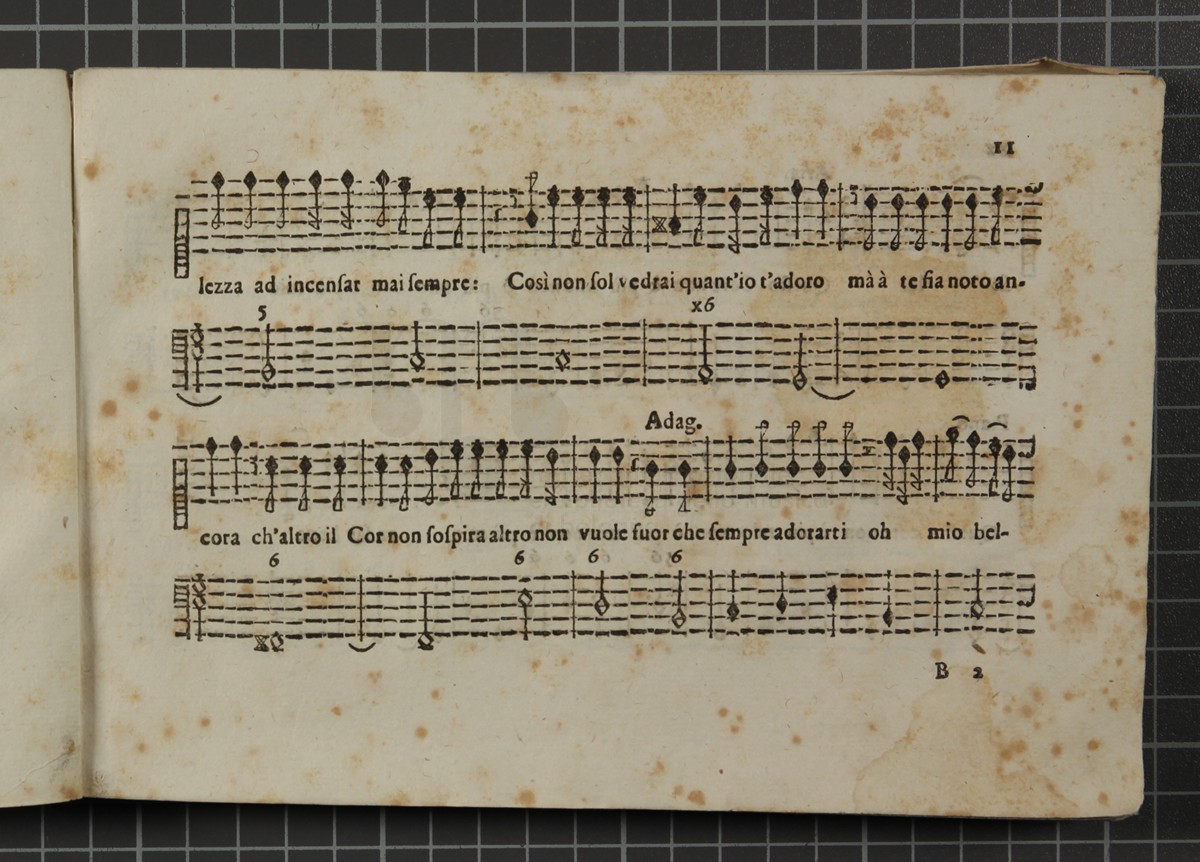 11
lezza ad incenſar mai ſempre: Così non ſol vedrai quant'io t'adoro mà à te ſia noto an-
5 x6
Adag.
cora ch'altro il Cor non ſoſpira altro non vuole fuor che ſempre adorarti oh mio bel-
6 6 6 6
B 2